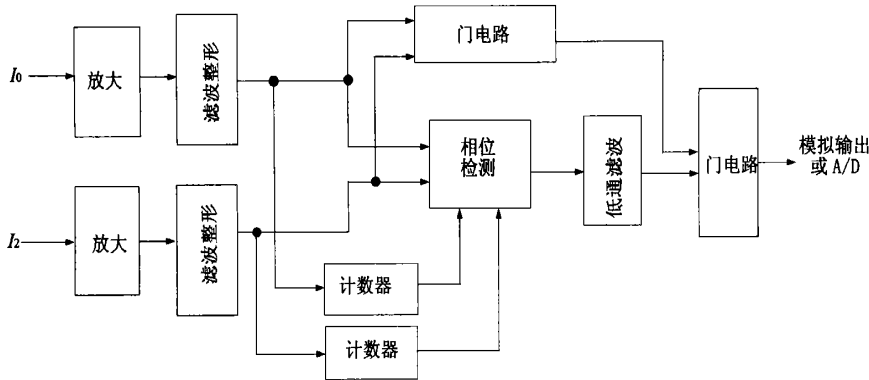 I₀
放大
滤波整形
门电路
相位
检测
低通滤波
门电路
模拟输出
或 A/D
I₂
放大
滤波整形
计数器
计数器